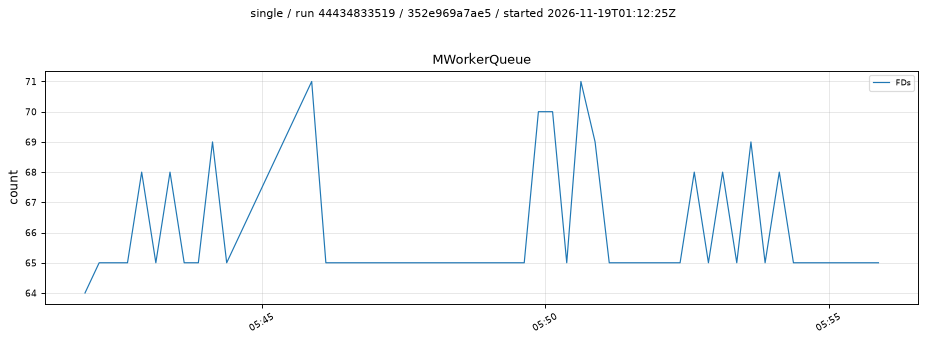 single / run 44434833519 / 352e969a7ae5 / started 2026-11-19T01:12:25Z
MWorkerQueue
FDs
count
71
70
69
68
67
66
65
64
05:45
05:50
05:55